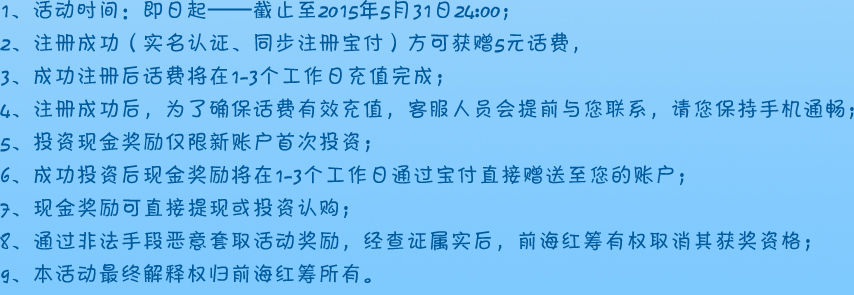 1、活动时间：即日起——截止至2015年5月31日24:00；
2、注册成功（实名认证、同步注册宝付）方可获赠5元话费，
3、成功注册后话费将在1-3个工作日充值完成；
4、注册成功后，为了确保话费有效充值，客服人员会提前与您联系，请您保持手机通畅；
5、投资现金奖励仅限新账户首次投资；
6、成功投资后现金奖励将在1-3个工作日通过宝付直接赠送至您的账户；
7、现金奖励可直接提现或投资认购；
8、通过非法手段恶意套取活动奖励，经查证属实后，前海红筹有权取消其获奖资格；
9、本活动最终解释权归前海红筹所有。